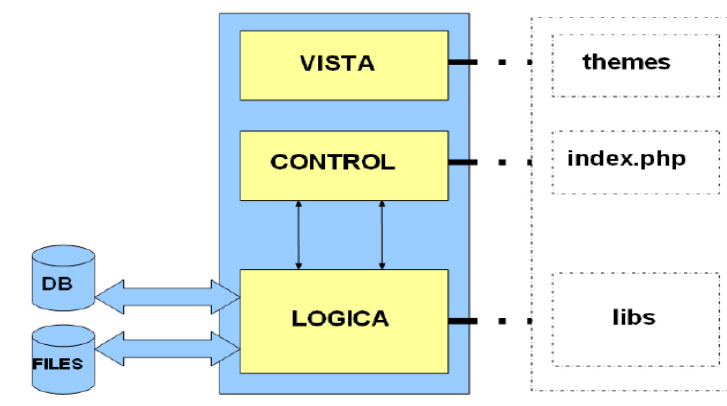 VISTA
themes
CONTROL
index.php
DB
LOGICA
libs
FILES